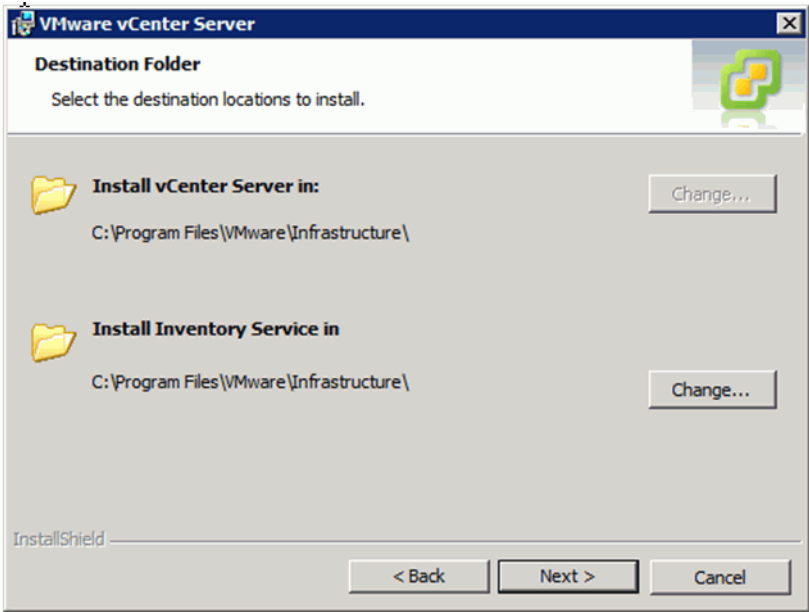 VMware vCenter Server
Destination Folder
Select the destination locations to install.
Install vCenter Server in:
Change...
C:\Program Files\VMware\Infrastructure\
Install Inventory Service in
C:\Program Files\VMware\Infrastructure\
Change...
InstallShield
< Back
Next >
Cancel